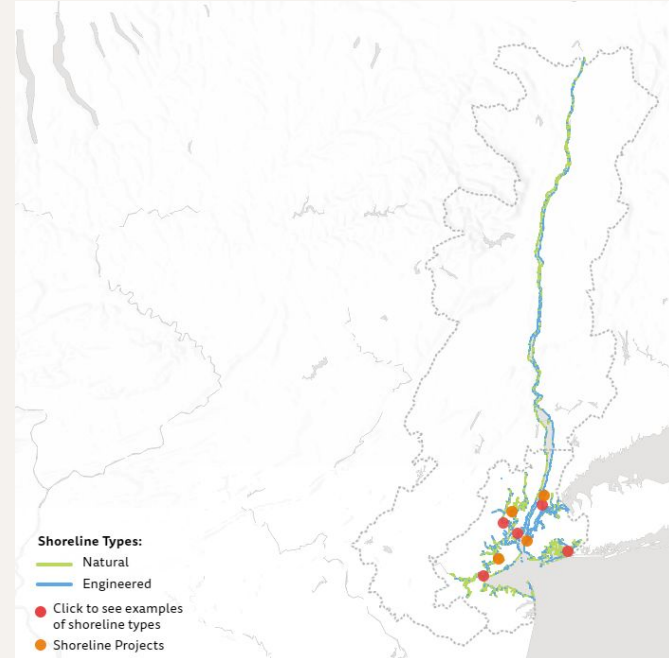 Shoreline Types:
Natural
Engineered
Click to see examples
of shoreline types
Shoreline Projects